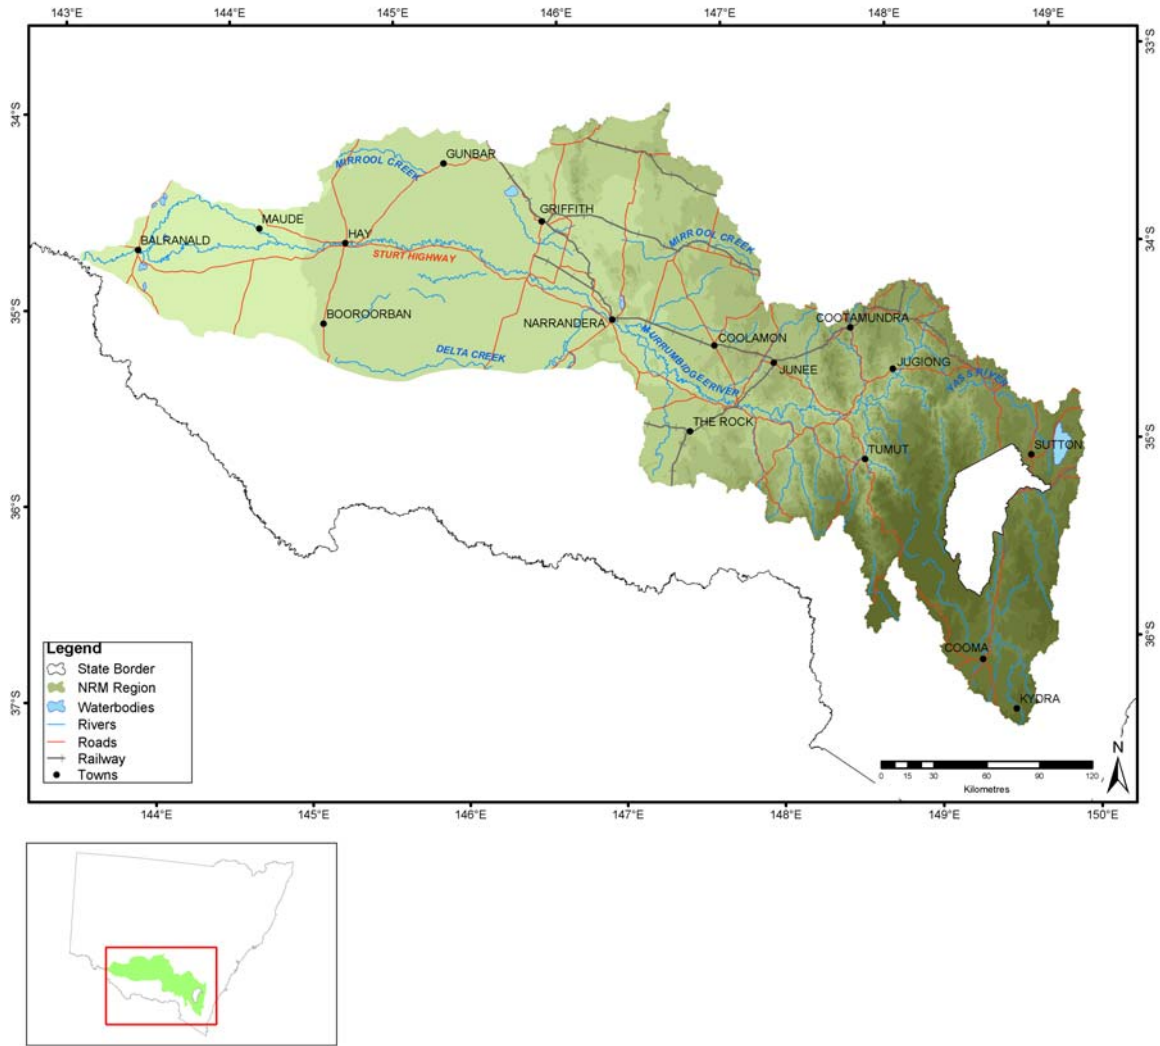 143°E 144°E 145°E 146°E 147°E 148°E 149°E
33°S
34°S
34°S
GUNBAR
MIRROOL CREEK
GRIFFITH
MAUDE
HAY
BALRANALD
MIRROOL CREEK
STURT HIGHWAY
35°S
BOOROORBAN
NARRANDERA
COOTAMUNDRA
COOLAMON
DELTA CREEK
MURRUMBIDGEE RIVER
JUNEE
JUGIONG
YASS RIVER
THE ROCK
35°S
SUTTON
TUMUT
36°S
36°S
COOMA
KYDRA
37°S
Legend
State Border
NRM Region
Waterbodies
Rivers
Roads
Railway
Towns
N
0 15 30 60 90 120
Kilometres
144°E 145°E 146°E 147°E 148°E 149°E 150°E